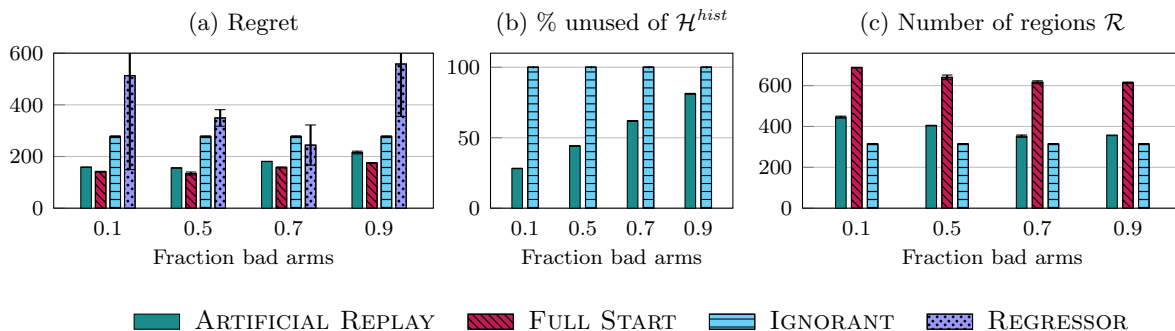 (a) Regret
600
400
200
0
0.1 0.5 0.7 0.9
Fraction bad arms
(b) % unused of ℋ^hist
100
50
0
0.1 0.5 0.7 0.9
Fraction bad arms
(c) Number of regions ℛ
600
400
200
0
0.1 0.5 0.7 0.9
Fraction bad arms
ARTIFICIAL REPLAY FULL START IGNORANT REGRESSOR